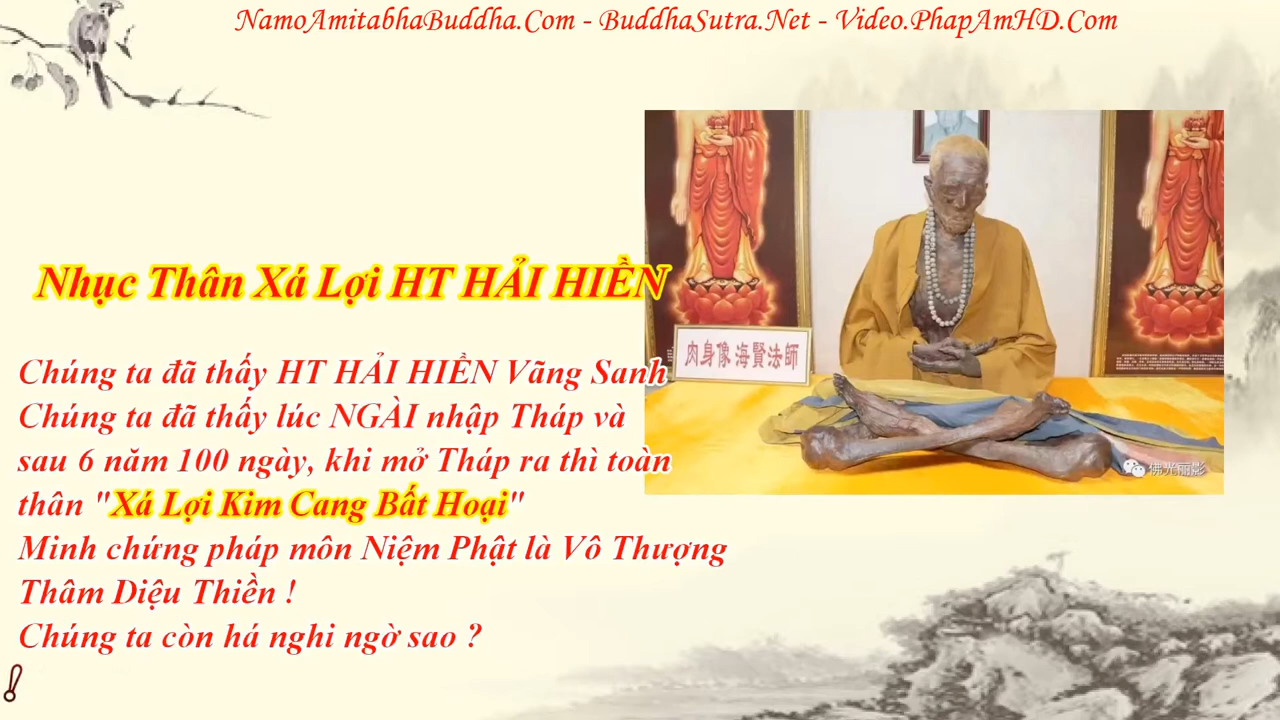 NamoAmitabhaBuddha.Com - BuddhaSutra.Net - Video.PhapAmHD.Com
Nhục Thân Xá Lợi HT HẢI HIỀN
肉身像 海賢法師
Chúng ta đã thấy HT HẢI HIỀN Vãng Sanh
Chúng ta đã thấy lúc NGÀI nhập Tháp và
sau 6 năm 100 ngày, khi mở Tháp ra thì toàn
thân "Xá Lợi Kim Cang Bất Hoại"
佛光丽影
Minh chứng pháp môn Niệm Phật là Vô Thượng
Thâm Diệu Thiền !
Chúng ta còn há nghi ngờ sao ?